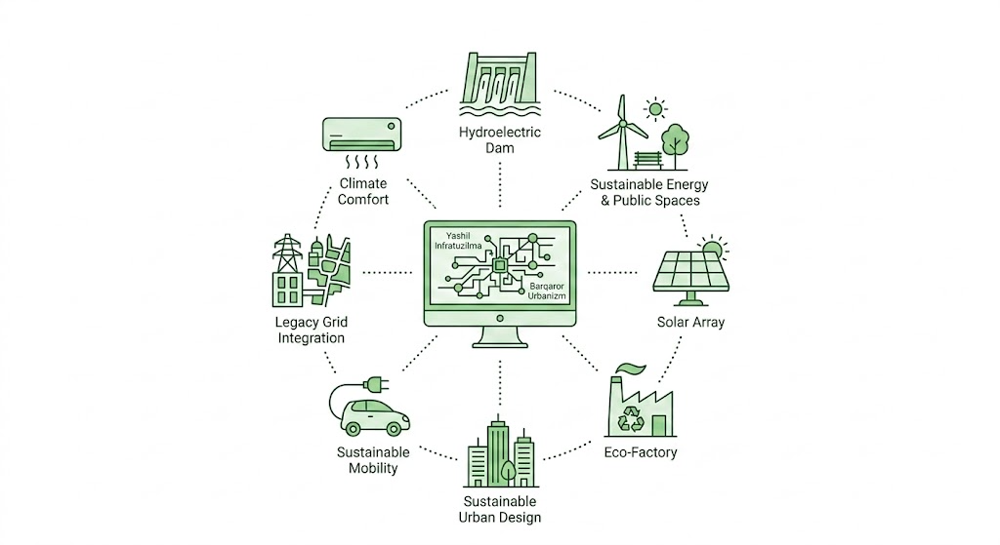 Hydroelectric
Dam
Climate
Comfort
Sustainable Energy
& Public Spaces
Yashil
Infratuzilma
Barqaror
Urbanizm
Legacy Grid
Integration
Solar Array
Sustainable
Mobility
Eco-Factory
Sustainable
Urban Design